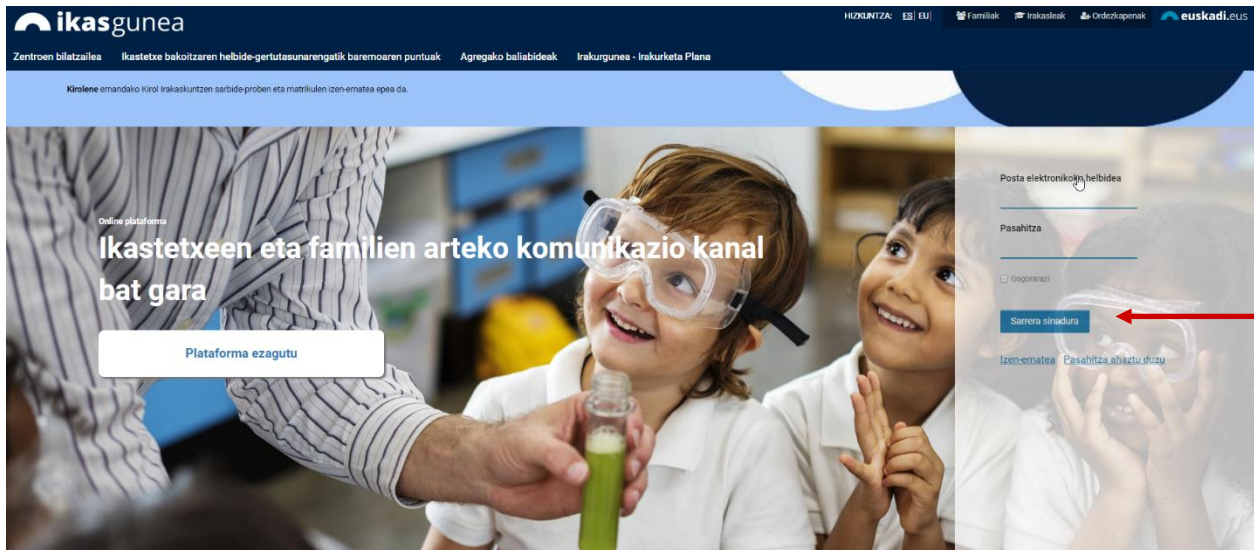 ikasgunea
HIZKUNTZA: ES| EU| Familiak Irakasleak Ordezkapenak euskadi.eus
Zentroen bilatzailea Ikastetxe bakoitzaren helbide-gertutasunarengatik baremoaren puntuak Agregako baliabideak Irakurgunea - Irakurketa Plana
Kirolene emandako Kirol Irakaskuntzen sarbide-proben eta matrikulen izen-ematea epea da.
Online plataforma
Ikastetxeen eta familien arteko komunikazio kanal
bat gara
Plataforma ezagutu
Posta elektronikoko helbidea
Pasahitza
Gogorarazi
Sarrera sinadura
Izen-ematea Pasahitza ahaztu duzu